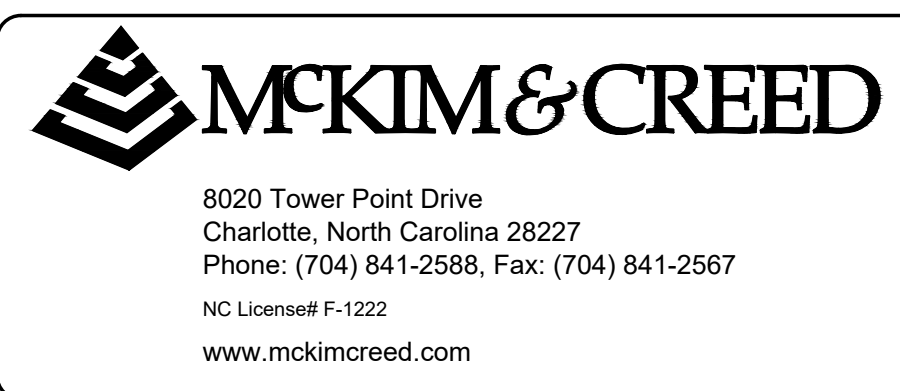 McKIM & CREED
8020 Tower Point Drive
Charlotte, North Carolina 28227
Phone: (704) 841-2588, Fax: (704) 841-2567
NC License# F-1222
www.mckimcreed.com